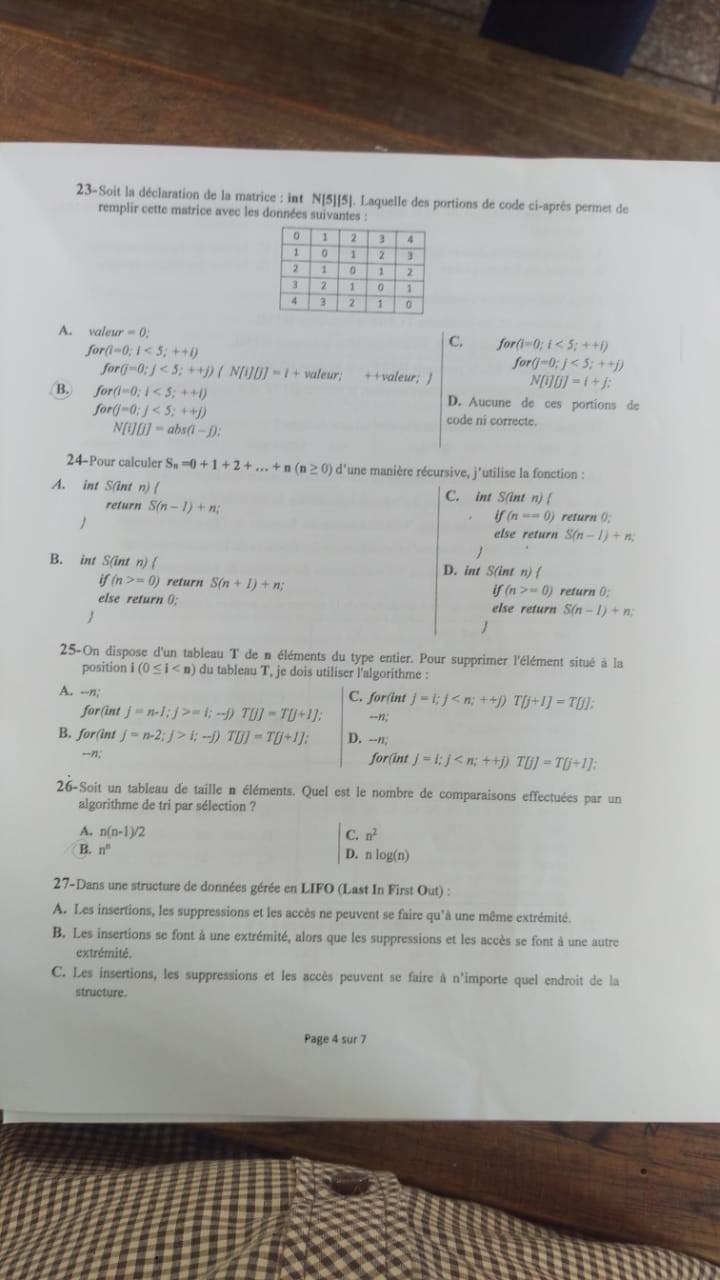 23-Soit la déclaration de la matrice : int N[5][5]. Laquelle des portions de code ci-après permet de
remplir cette matrice avec les données suivantes :
0 1 2 3 4
1 0 1 2 3
2 1 0 1 2
3 2 1 0 1
4 3 2 1 0
A. valeur = 0;
for(i=0; i < 5; ++i)
for(j=0; j < 5; ++j) { N[i][j] = i + valeur; ++valeur; }
B. for(i=0; i < 5; ++i)
for(j=0; j < 5; ++j)
N[i][j] = abs(i – j);
C. for(i=0; i < 5; ++i)
for(j=0; j < 5; ++j)
N[i][j] = i + j;
D. Aucune de ces portions de
code ni correcte.
24-Pour calculer Sn =0 + 1 + 2 + … + n (n ≥ 0) d'une manière récursive, j'utilise la fonction :
A. int S(int n) {
return S(n – 1) + n;
}
B. int S(int n) {
if (n >= 0) return S(n + 1) + n;
else return 0;
}
C. int S(int n) {
if (n == 0) return 0;
else return S(n – 1) + n;
}
D. int S(int n) {
if (n >= 0) return 0;
else return S(n – 1) + n;
}
25-On dispose d'un tableau T de n éléments du type entier. Pour supprimer l'élément situé à la
position i (0 ≤ i < n) du tableau T, je dois utiliser l'algorithme :
A. --n;
for(int j = n-1; j >= i; --j) T[j] = T[j+1];
B. for(int j = n-2; j > i; --j) T[j] = T[j+1];
--n;
C. for(int j = i; j < n; ++j) T[j+1] = T[j];
--n;
D. --n;
for(int j = i; j < n; ++j) T[j] = T[j+1];
26-Soit un tableau de taille n éléments. Quel est le nombre de comparaisons effectuées par un
algorithme de tri par sélection ?
A. n(n-1)/2
B. nⁿ
C. n²
D. n log(n)
27-Dans une structure de données gérée en LIFO (Last In First Out) :
A. Les insertions, les suppressions et les accès ne peuvent se faire qu'à une même extrémité.
B. Les insertions se font à une extrémité, alors que les suppressions et les accès se font à une autre
extrémité.
C. Les insertions, les suppressions et les accès peuvent se faire à n'importe quel endroit de la
structure.
Page 4 sur 7